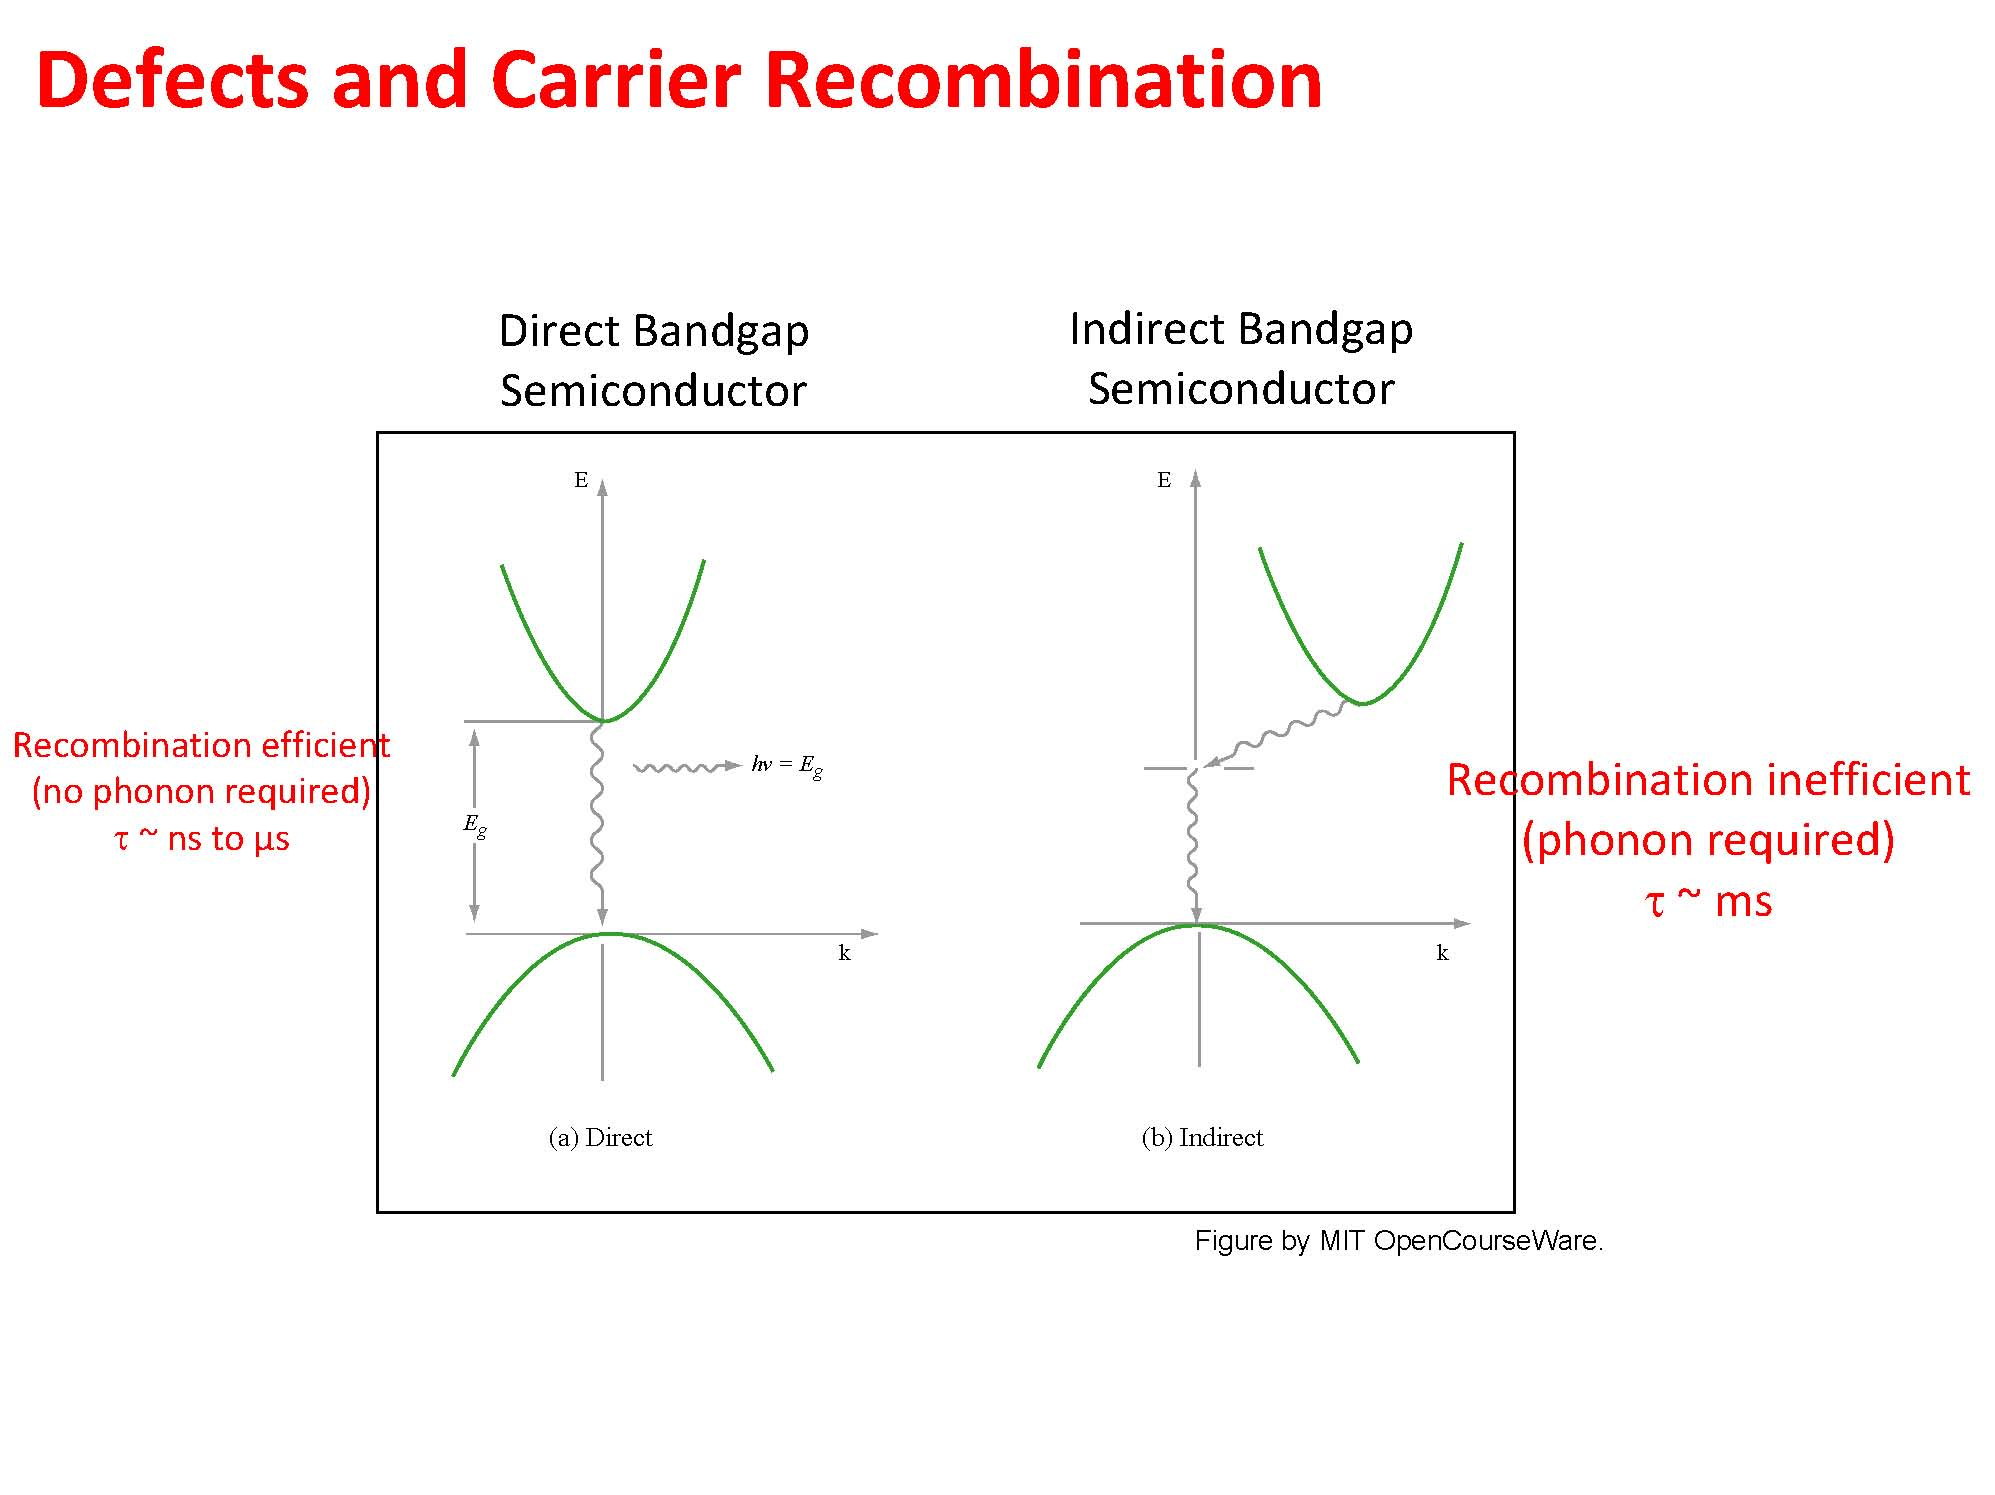 Defects and Carrier Recombination
Direct Bandgap
Semiconductor
Indirect Bandgap
Semiconductor
E
E
Recombination efficient
(no phonon required)
τ ~ ns to µs
hν = Eg
Eg
Recombination inefficient
(phonon required)
τ ~ ms
k
k
(a) Direct
(b) Indirect
Figure by MIT OpenCourseWare.